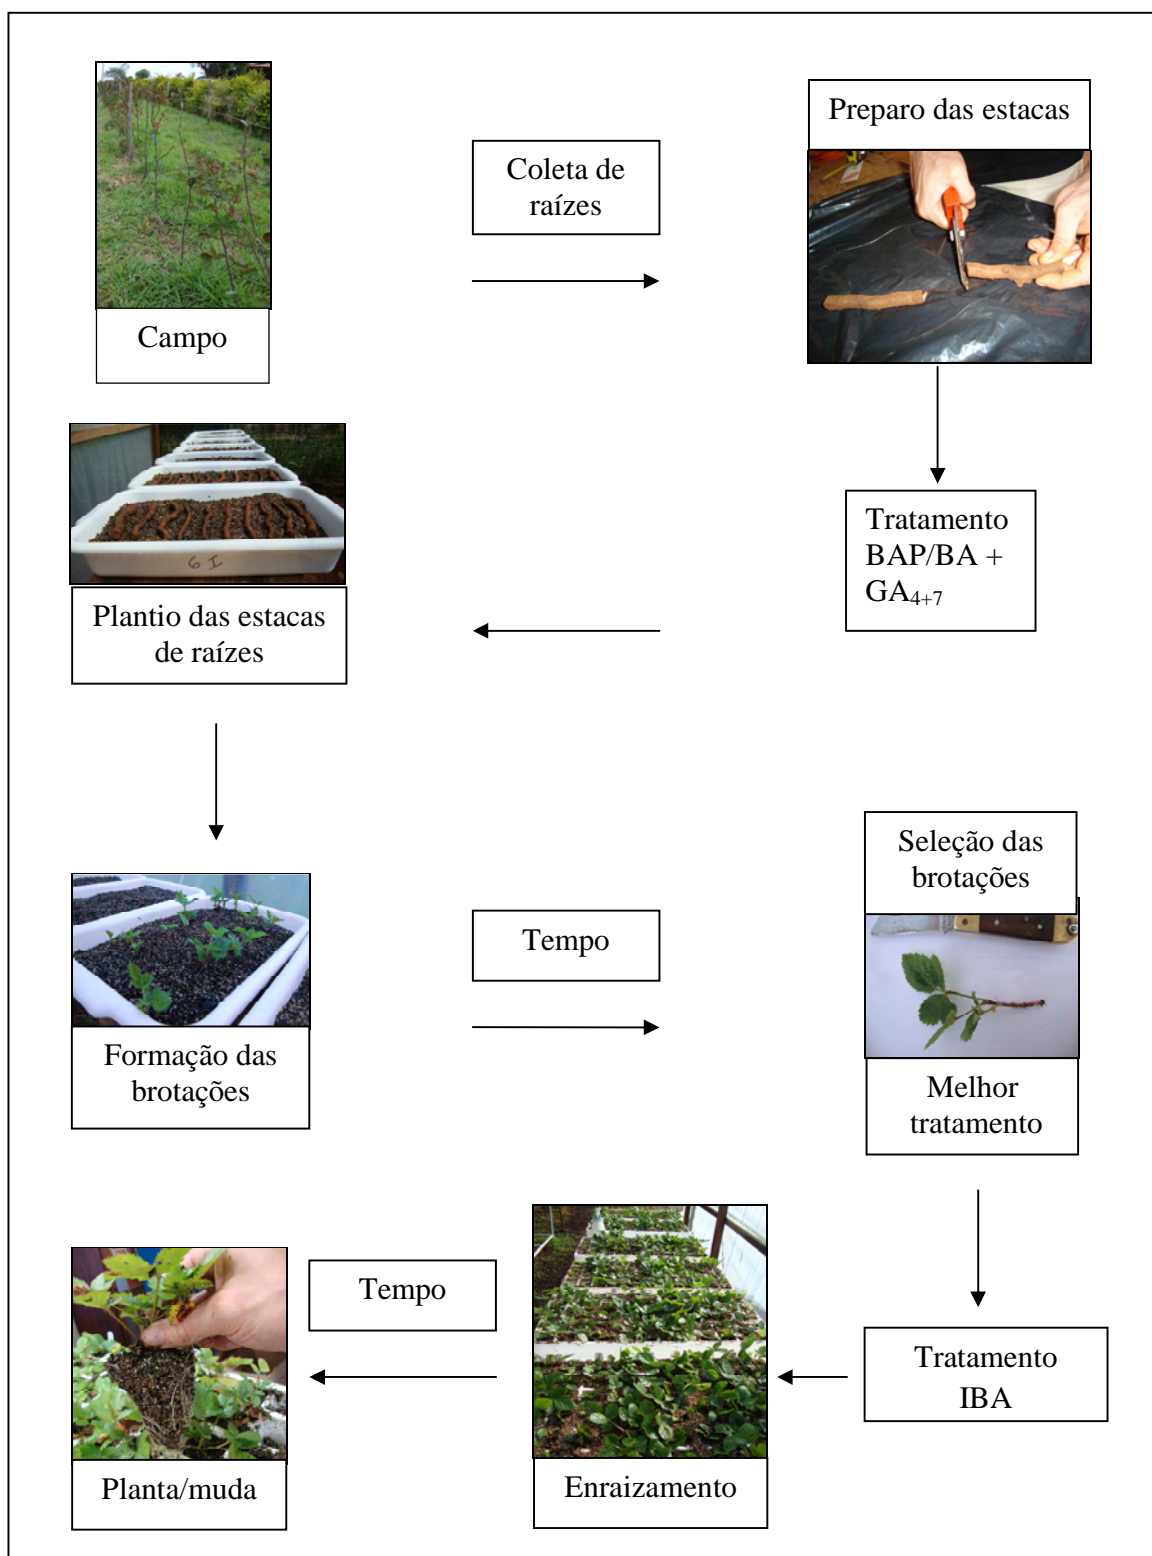 Campo
Coleta de
raízes
Preparo das estacas
Tratamento
BAP/BA +
GA4+7
6 I
Plantio das estacas
de raízes
Formação das
brotações
Tempo
Seleção das
brotações
Melhor
tratamento
Tratamento
IBA
Enraizamento
Tempo
Planta/muda